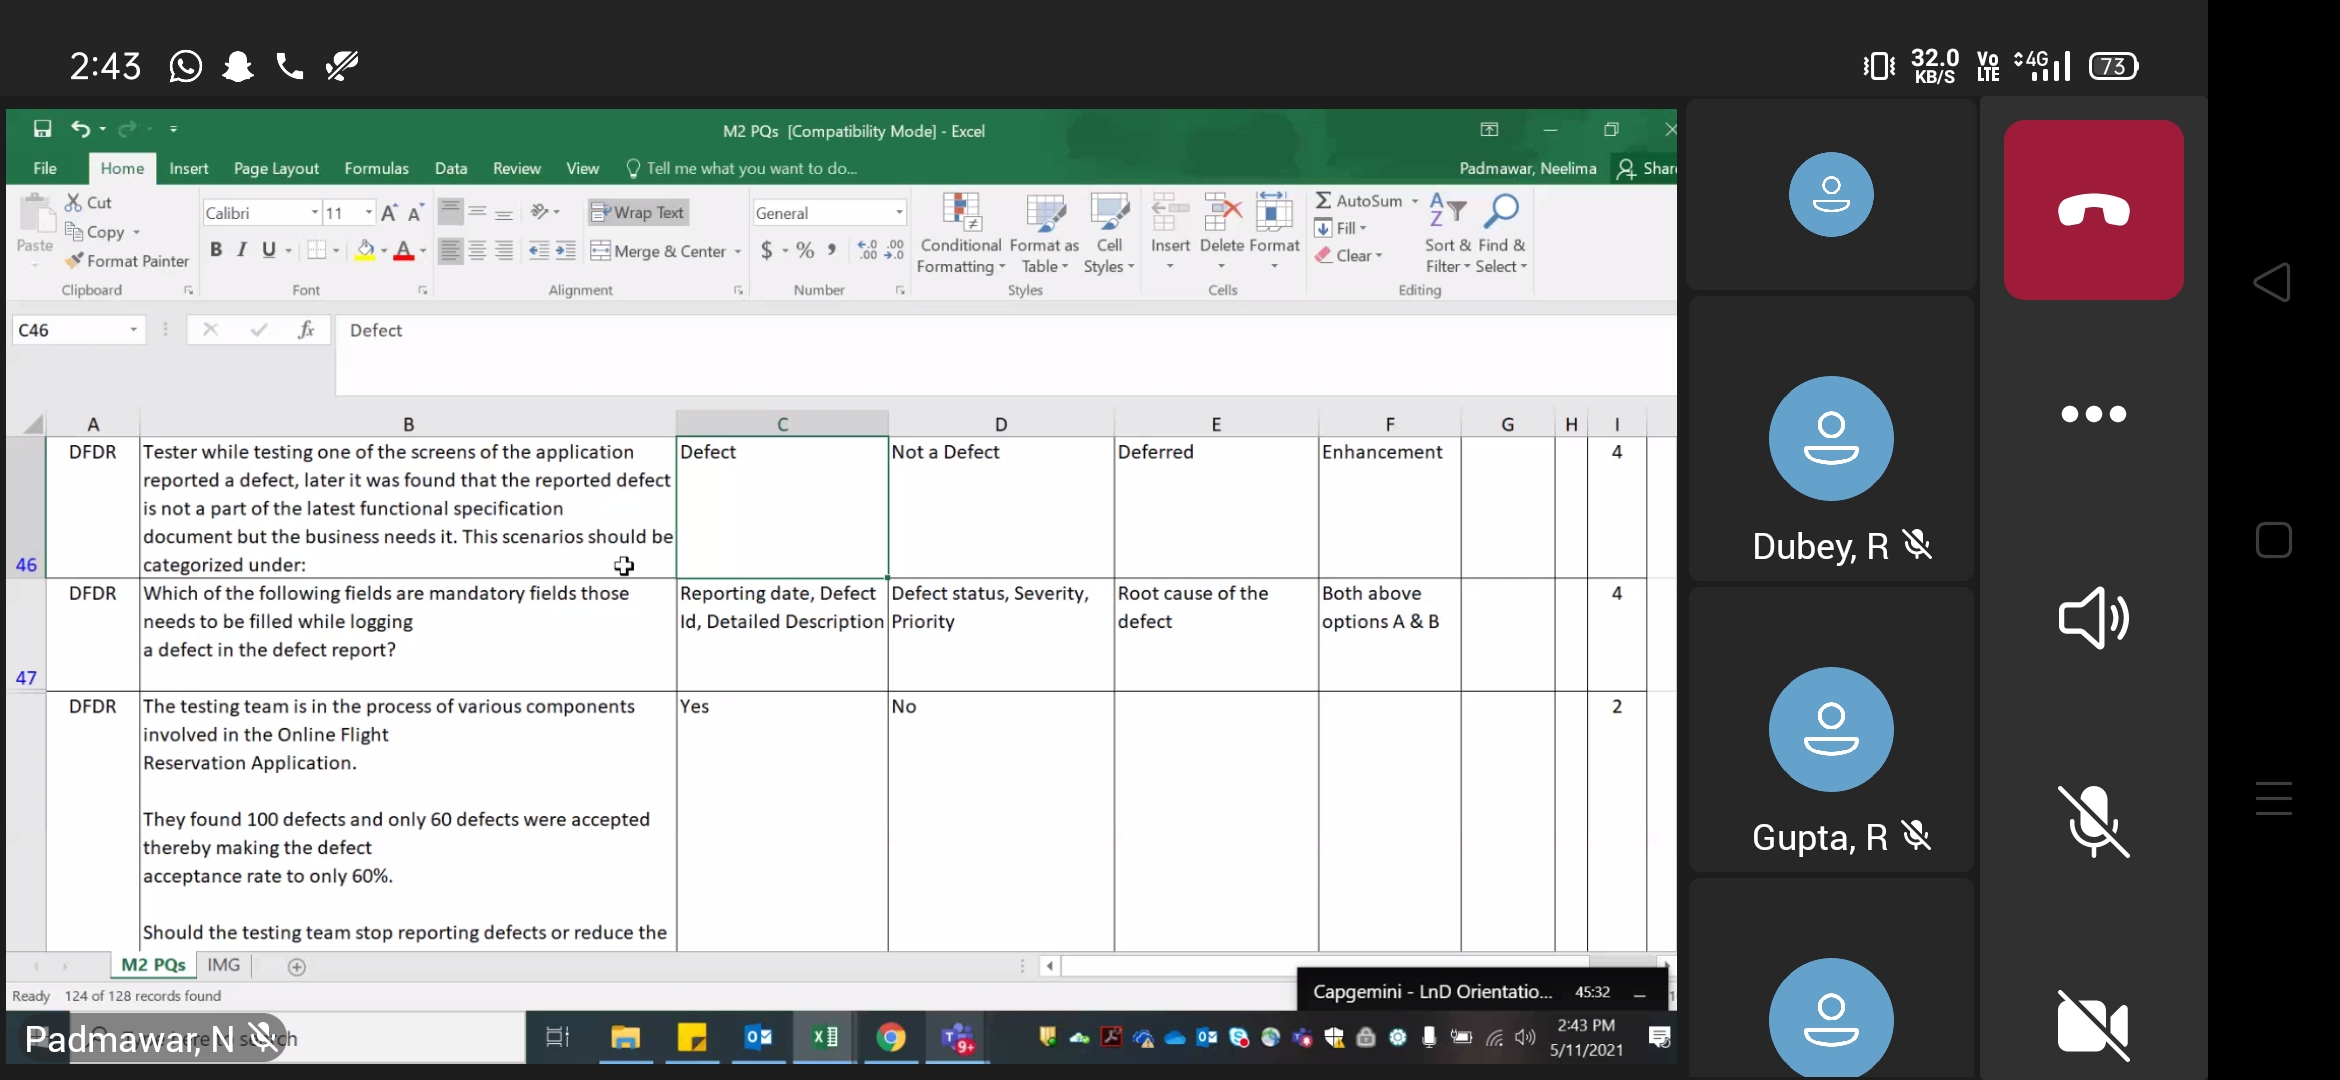 2:43
32.0
KB/S
Vo
LTE
4G
73
M2 PQs [Compatibility Mode] - Excel
File Home Insert Page Layout Formulas Data Review View Tell me what you want to do...
Padmawar, Neelima
Share
Paste
Cut
Copy
Format Painter
Clipboard
Calibri 11
B I U
Font
Wrap Text
Merge & Center
Alignment
General
$ % ,
Number
Conditional Formatting
Format as Table
Cell Styles
Styles
Insert Delete Format
Cells
AutoSum
Fill
Clear
Sort & Filter
Find & Select
Editing
C46
fx
Defect
A B C D E F G H I
46
DFDR
Tester while testing one of the screens of the application
reported a defect, later it was found that the reported defect
is not a part of the latest functional specification
document but the business needs it. This scenarios should be
categorized under:
Defect
Not a Defect
Deferred
Enhancement
4
47
DFDR
Which of the following fields are mandatory fields those
needs to be filled while logging
a defect in the defect report?
Reporting date, Defect
Id, Detailed Description
Defect status, Severity,
Priority
Root cause of the
defect
Both above
options A & B
4
DFDR
The testing team is in the process of various components
involved in the Online Flight
Reservation Application.
They found 100 defects and only 60 defects were accepted
thereby making the defect
acceptance rate to only 60%.
Should the testing team stop reporting defects or reduce the
Yes
No
2
M2 PQs IMG
Ready 124 of 128 records found
Capgemini - LnD Orientatio... 45:32
Padmawar, N
2:43 PM
5/11/2021
Dubey, R
Gupta, R